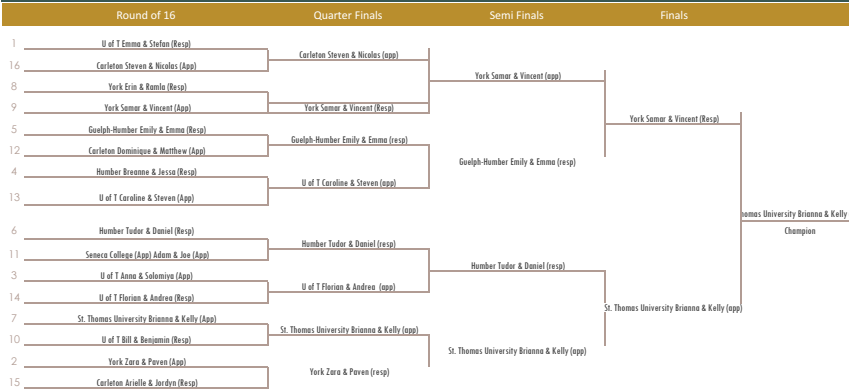 Round of 16 Quarter Finals Semi Finals Finals
1 U of T Emma & Stefan (Resp)
Carleton Steven & Nicolas (app)
16 Carleton Steven & Nicolas (App)
York Samar & Vincent (app)
8 York Erin & Ramla (Resp)
9 York Samar & Vincent (App)
York Samar & Vincent (Resp)
York Samar & Vincent (Resp)
5 Guelph-Humber Emily & Emma (Resp)
Guelph-Humber Emily & Emma (resp)
12 Carleton Dominique & Matthew (App)
Guelph-Humber Emily & Emma (resp)
4 Humber Breanne & Jessa (Resp)
U of T Caroline & Steven (app)
13 U of T Caroline & Steven (App)
homas University Brianna & Kelly
Champion
6 Humber Tudor & Daniel (Resp)
Humber Tudor & Daniel (resp)
11 Seneca College (App) Adam & Joe (App)
Humber Tudor & Daniel (resp)
3 U of T Anna & Solomiya (App)
U of T Florian & Andrea (app)
14 U of T Florian & Andrea (Resp)
St. Thomas University Brianna & Kelly (app)
7 St. Thomas University Brianna & Kelly (App)
St. Thomas University Brianna & Kelly (app)
10 U of T Bill & Benjamin (Resp)
St. Thomas University Brianna & Kelly (app)
2 York Zara & Paven (App)
York Zara & Paven (resp)
15 Carleton Arielle & Jordyn (Resp)